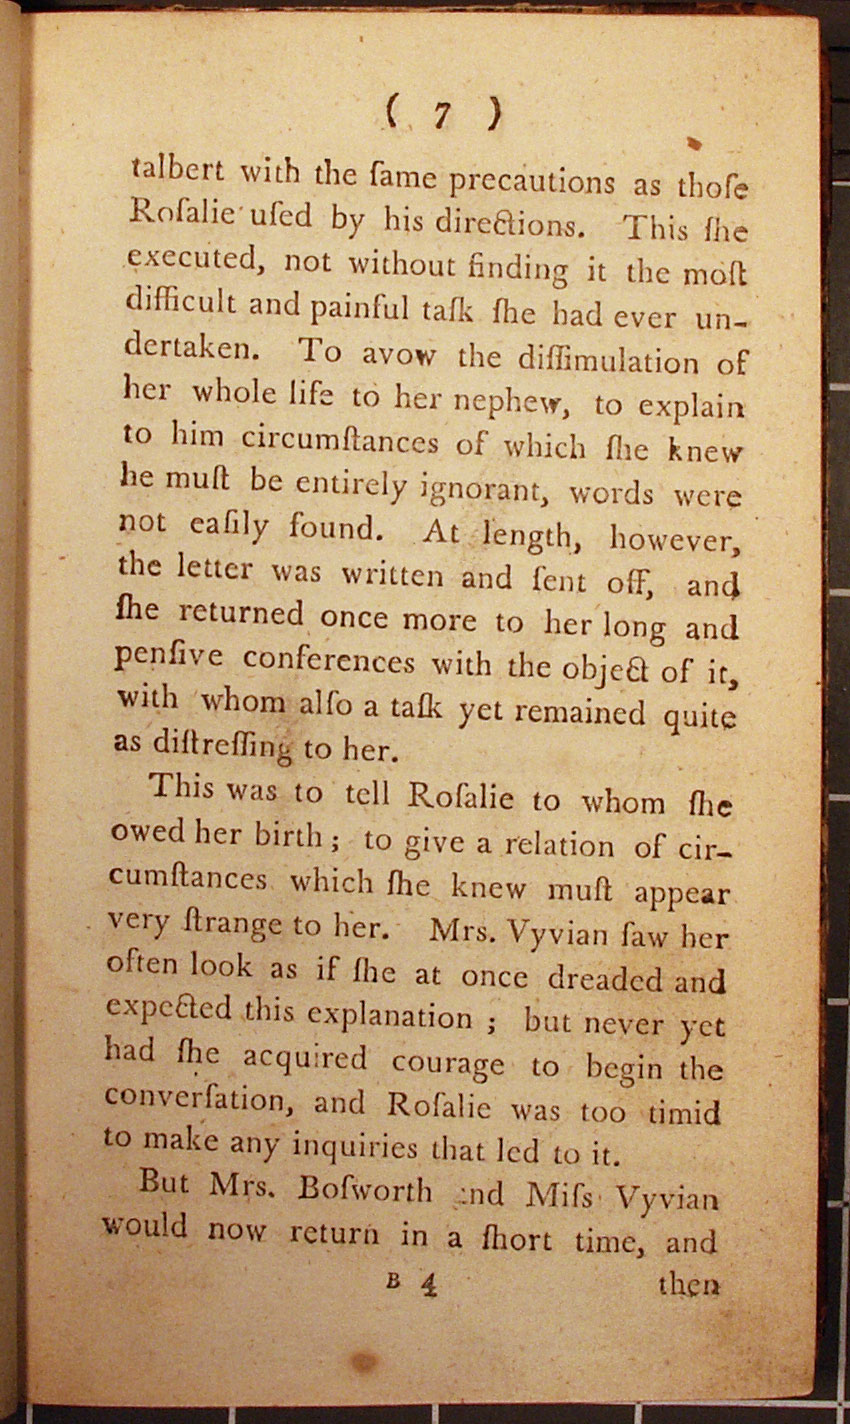 ( 7 )
talbert with the ſame precautions as thoſe
Roſalie uſed by his directions. This ſhe
executed, not without finding it the moſt
difficult and painful taſk ſhe had ever un-
dertaken. To avow the diſſimulation of
her whole life to her nephew, to explain
to him circumſtances of which ſhe knew
he muſt be entirely ignorant, words were
not eaſily found. At length, however,
the letter was written and ſent off, and
ſhe returned once more to her long and
penſive conferences with the object of it,
with whom alſo a taſk yet remained quite
as diſtreſſing to her.
This was to tell Roſalie to whom ſhe
owed her birth; to give a relation of cir-
cumſtances which ſhe knew muſt appear
very ſtrange to her. Mrs. Vyvian ſaw her
often look as if ſhe at once dreaded and
expected this explanation; but never yet
had ſhe acquired courage to begin the
converſation, and Roſalie was too timid
to make any inquiries that led to it.
But Mrs. Boſworth and Miſs Vyvian
would now return in a ſhort time, and
B 4 then